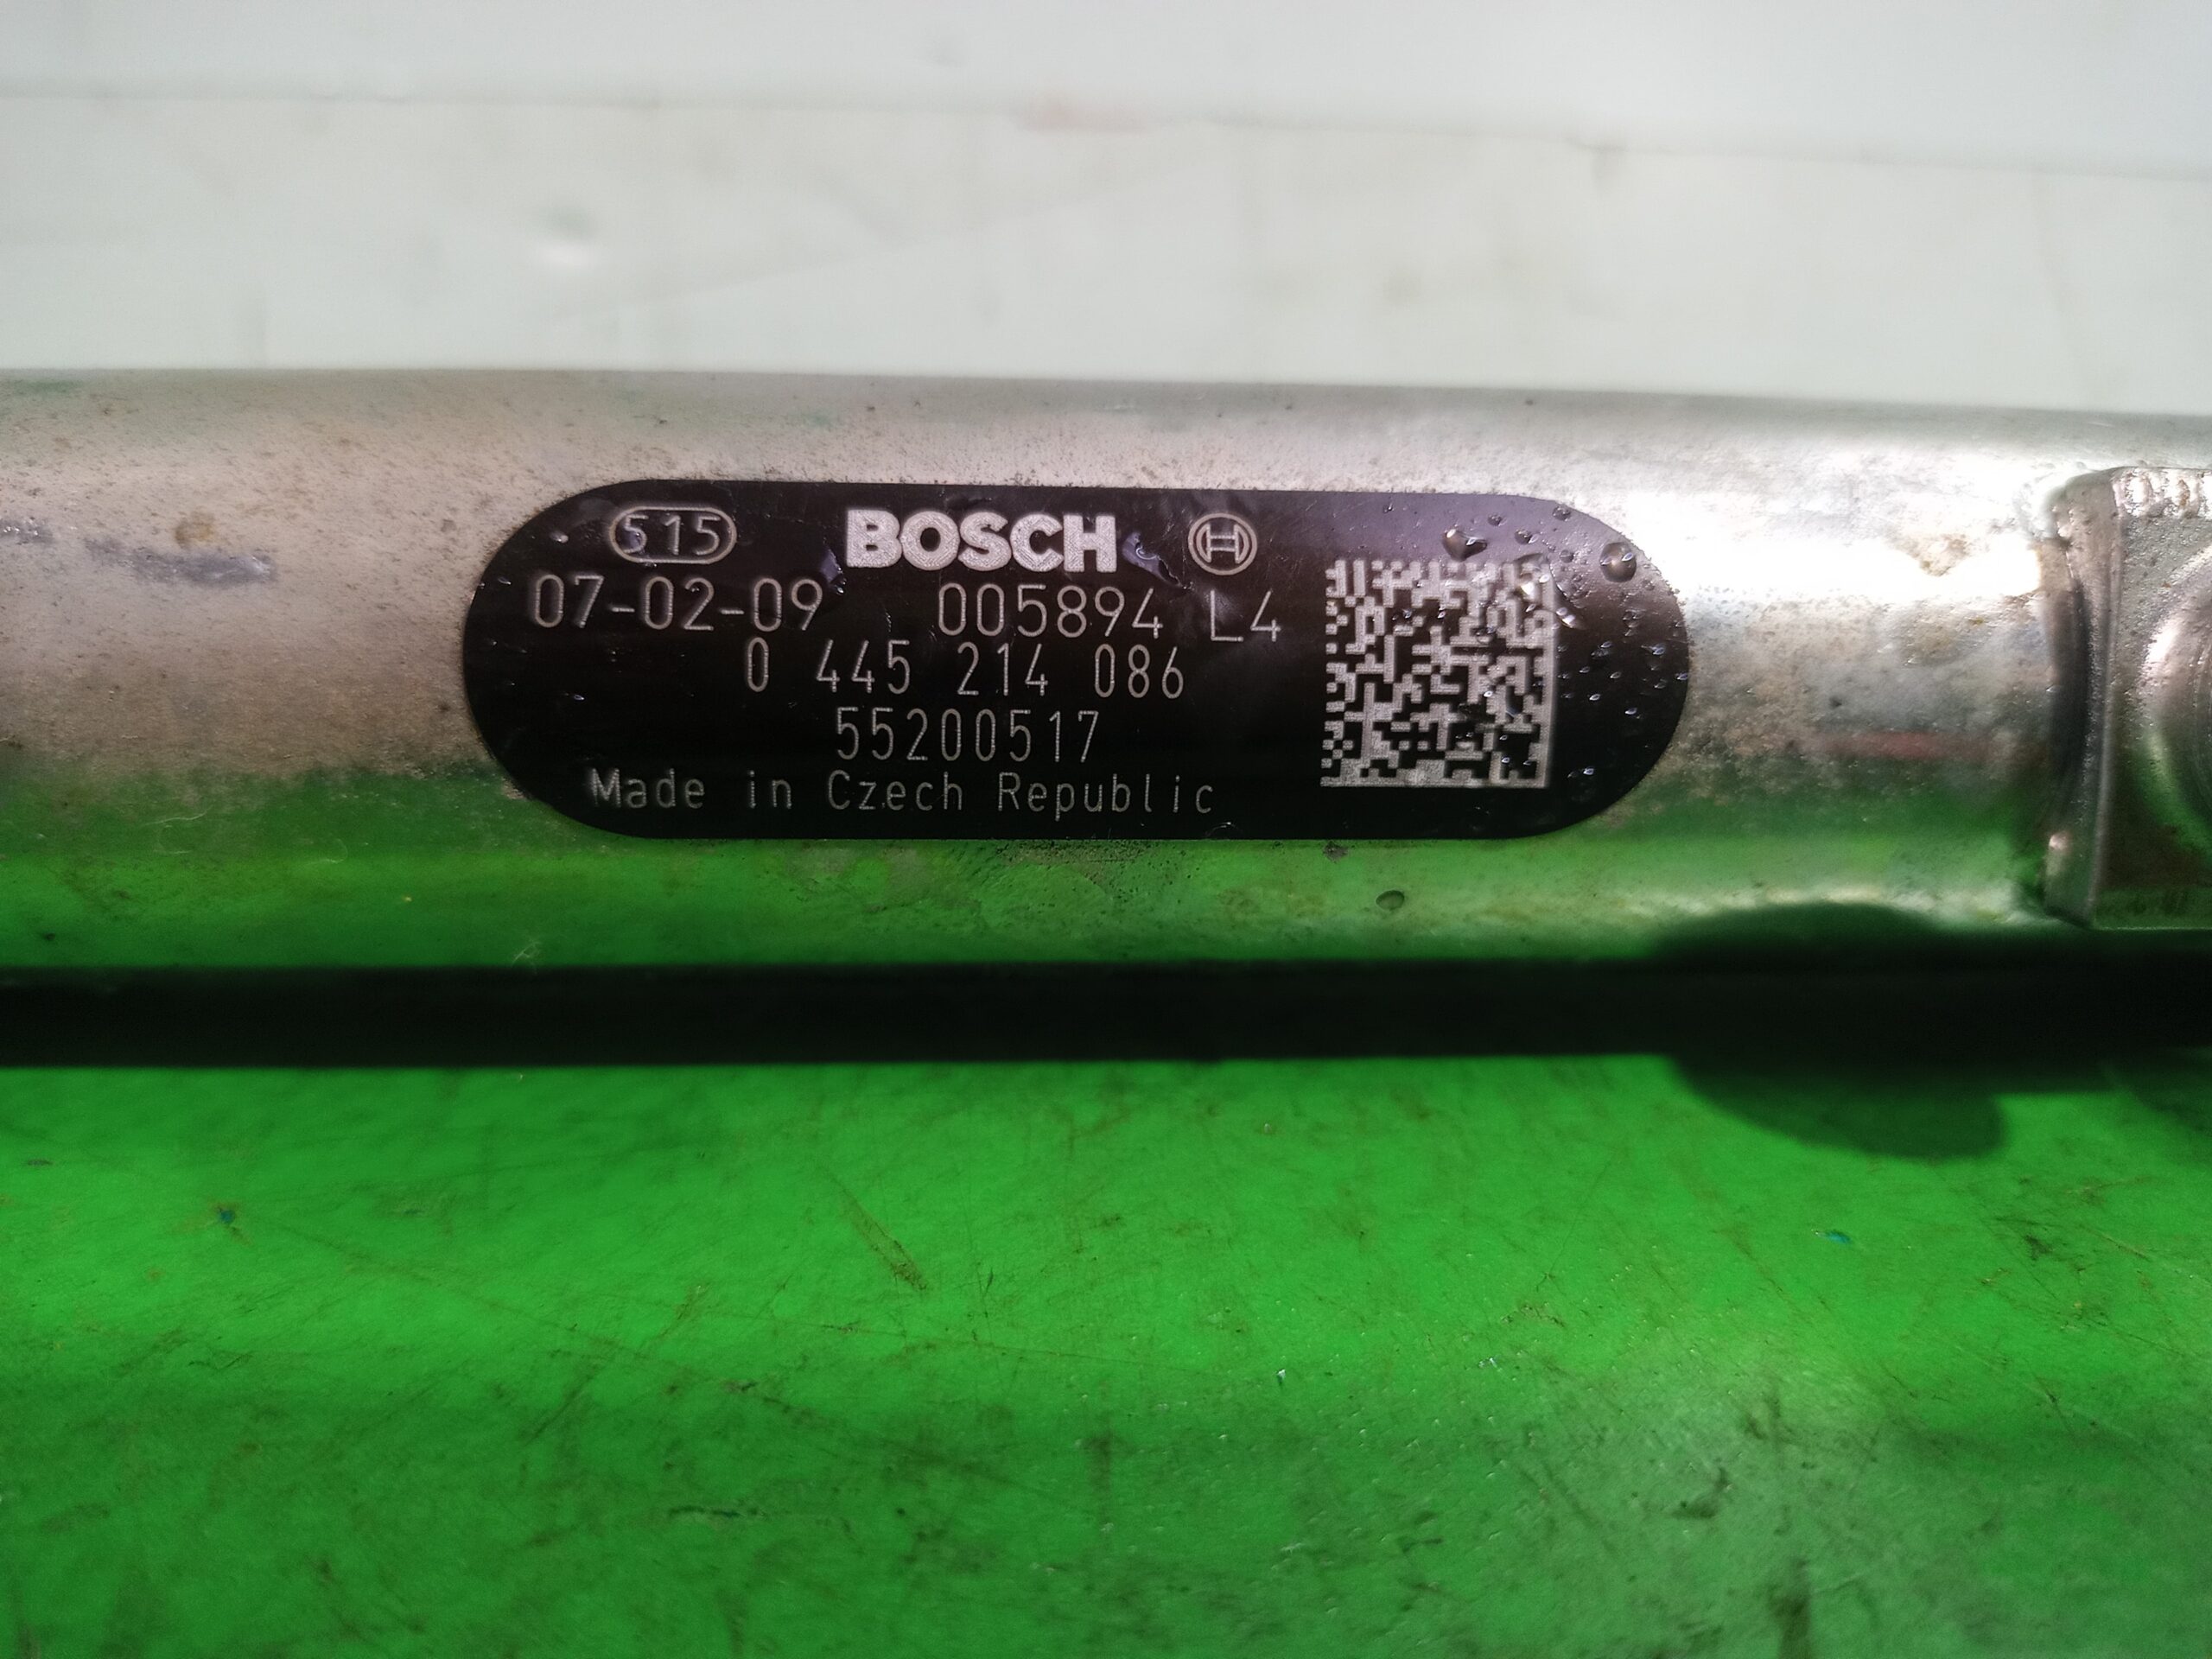 515 BOSCH
07-02-09 005894 L4
0 445 214 086
55200517
Made in Czech Republic